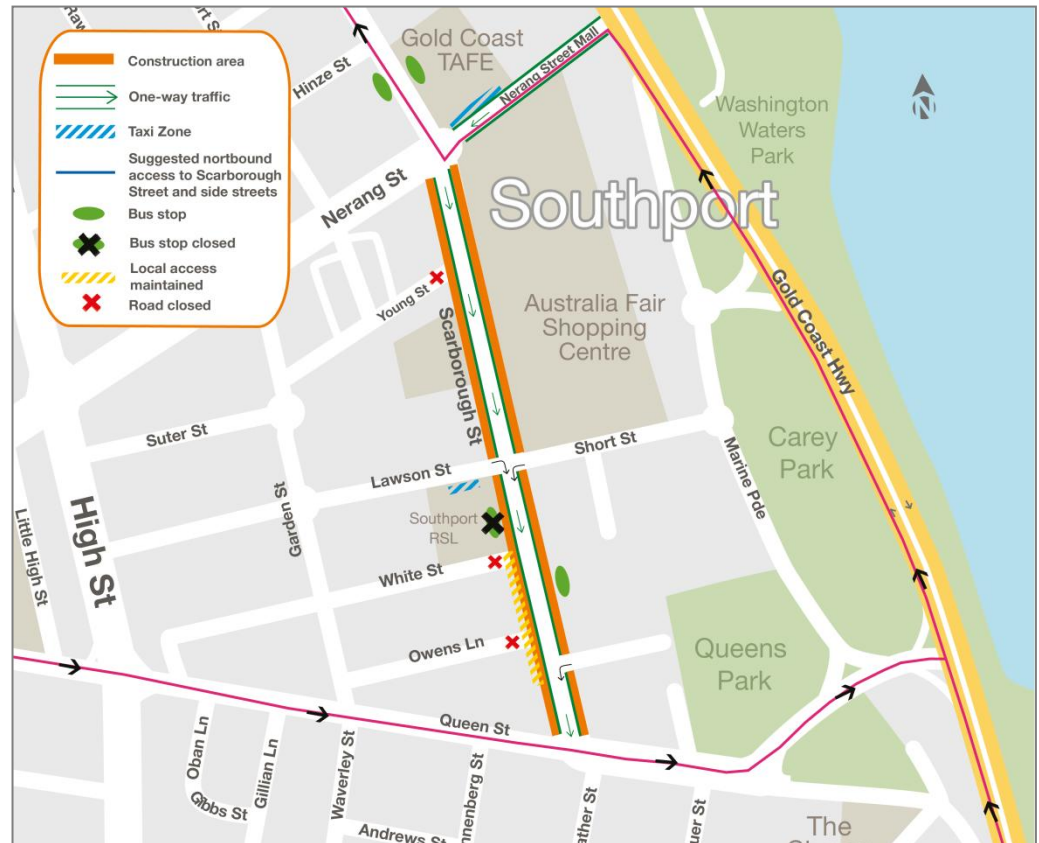 Construction area
One-way traffic
Taxi Zone
Suggested nortbound
access to Scarborough
Street and side streets
Bus stop
Bus stop closed
Local access
maintained
Road closed
Hinze St
Gold Coast
TAFE
Nerang Street Mall
Washington
Waters
Park
N
Nerang St
Southport
Young St
Scarborough St
Australia Fair
Shopping
Centre
Gold Coast Hwy
Suter St
Lawson St
Short St
Marine Pde
Carey
Park
High St
Little High St
Garden St
Southport
RSL
White St
Owens Ln
Queens
Park
Queen St
Oban Ln
Gillian Ln
Gibbs St
Waverley St
Andrews St
The